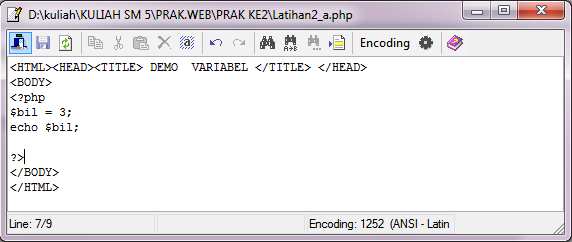 D:\kuliah\KULIAH SM 5\PRAK.WEB\PRAK KE2\Latihan2_a.php
Encoding
<HTML><HEAD><TITLE> DEMO  VARIABEL </TITLE> </HEAD>
<BODY>
<?php
$bil = 3;
echo $bil;
?>
</BODY>
</HTML>
Line: 7/9
Encoding: 1252  (ANSI - Latin